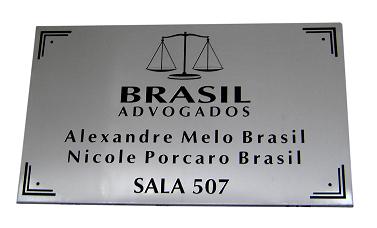 BRASIL
ADVOGADOS
Alexandre Melo Brasil
Nicole Porcaro Brasil
SALA 507